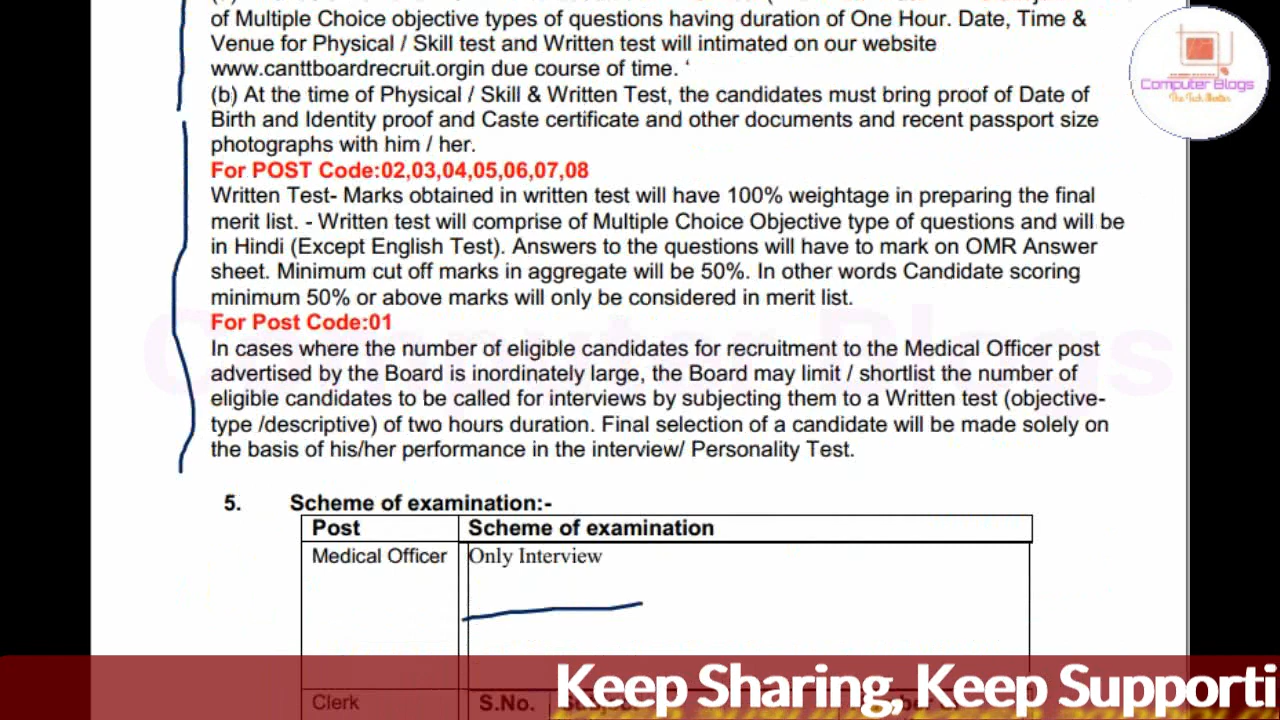 of Multiple Choice objective types of questions having duration of One Hour. Date, Time &
Venue for Physical / Skill test and Written test will intimated on our website
www.canttboardrecruit.orgin due course of time. ‘
(b) At the time of Physical / Skill & Written Test, the candidates must bring proof of Date of
Birth and Identity proof and Caste certificate and other documents and recent passport size
photographs with him / her.
For POST Code:02,03,04,05,06,07,08
Written Test- Marks obtained in written test will have 100% weightage in preparing the final
merit list. - Written test will comprise of Multiple Choice Objective type of questions and will be
in Hindi (Except English Test). Answers to the questions will have to mark on OMR Answer
sheet. Minimum cut off marks in aggregate will be 50%. In other words Candidate scoring
minimum 50% or above marks will only be considered in merit list.
For Post Code:01
In cases where the number of eligible candidates for recruitment to the Medical Officer post
advertised by the Board is inordinately large, the Board may limit / shortlist the number of
eligible candidates to be called for interviews by subjecting them to a Written test (objective-
type /descriptive) of two hours duration. Final selection of a candidate will be made solely on
the basis of his/her performance in the interview/ Personality Test.
5. Scheme of examination:-
Post Scheme of examination
Medical Officer Only Interview
Clerk S.No.
Keep Sharing, Keep Supporti
Computer Blogs
Computer Blogs